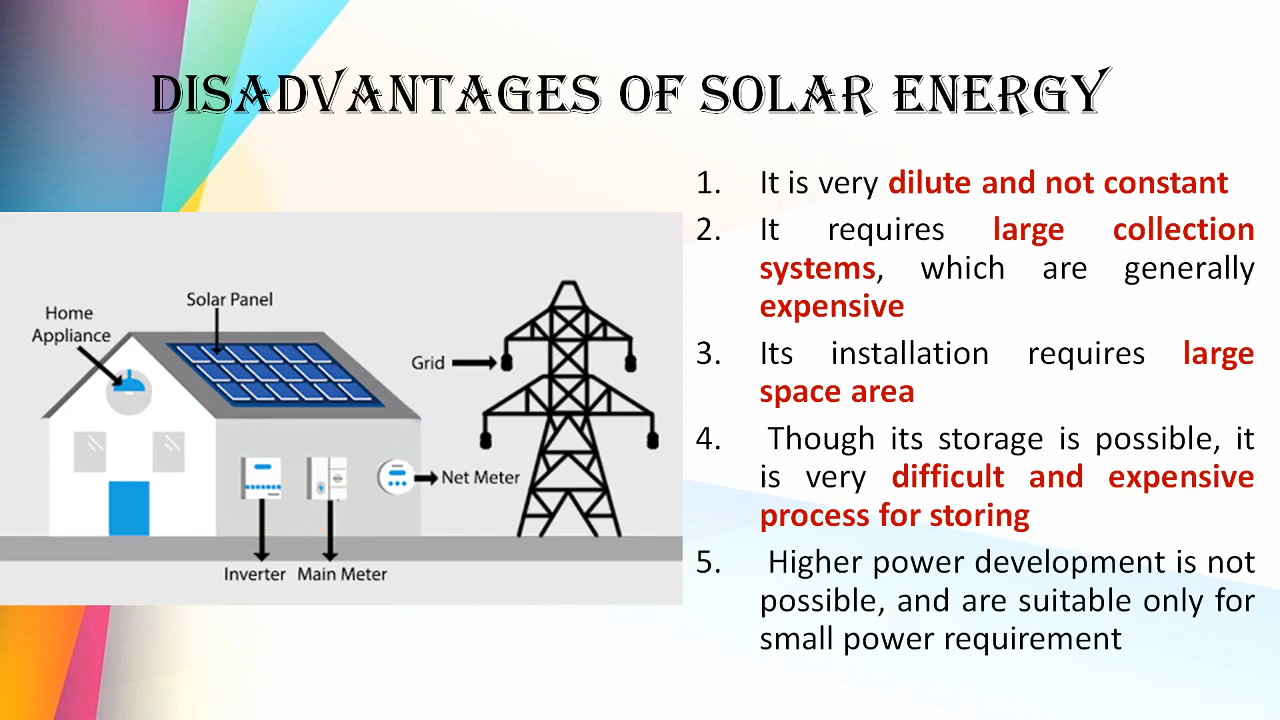 DISADVANTAGES OF SOLAR ENERGY
1. It is very dilute and not constant
2. It requires large collection
systems, which are generally
expensive
3. Its installation requires large
space area
4. Though its storage is possible, it
is very difficult and expensive
process for storing
5. Higher power development is not
possible, and are suitable only for
small power requirement
Solar Panel
Home
Appliance
Grid
Net Meter
Inverter
Main Meter